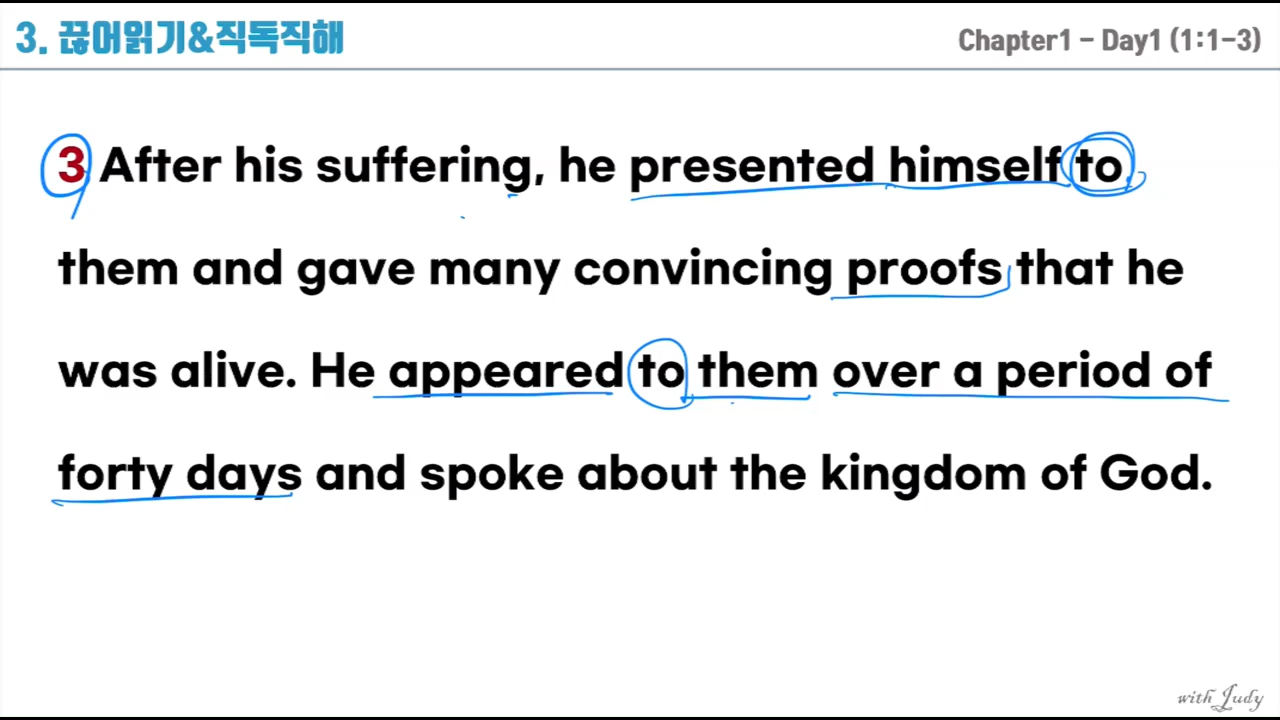 3. 끊어읽기&직독직해
Chapter1 - Day1 (1:1-3)
3 After his suffering, he presented himself to
them and gave many convincing proofs that he
was alive. He appeared to them over a period of
forty days and spoke about the kingdom of God.
with Judy